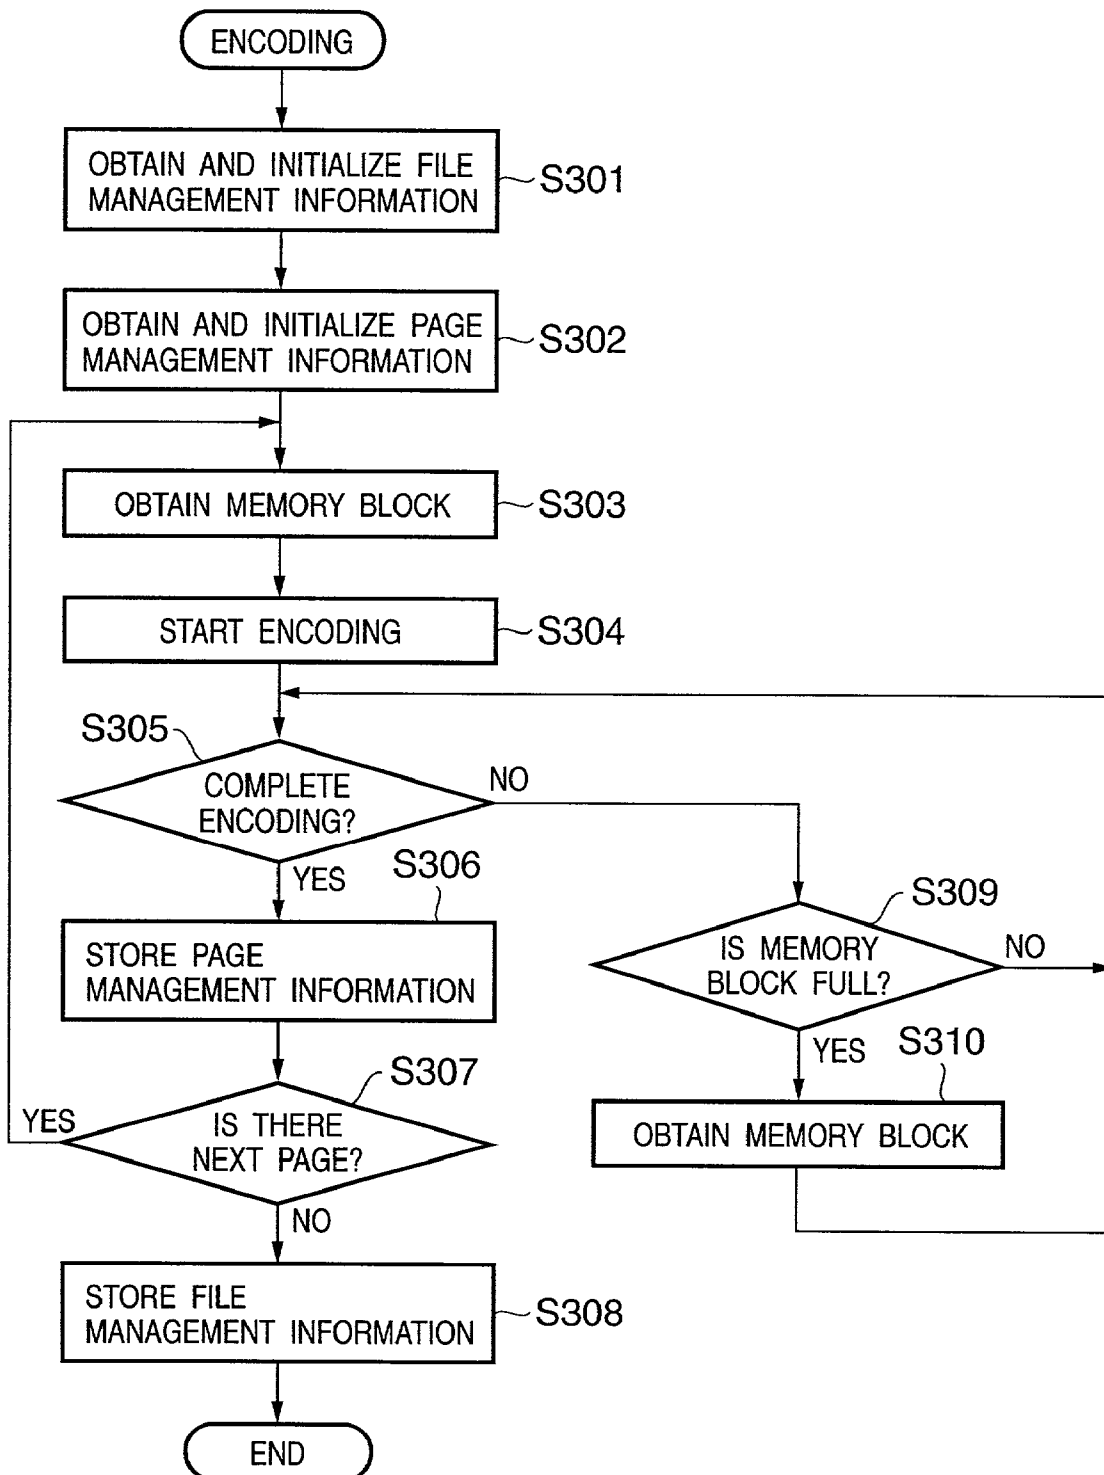 ENCODING
OBTAIN AND INITIALIZE FILE
MANAGEMENT INFORMATION
S301
OBTAIN AND INITIALIZE PAGE
MANAGEMENT INFORMATION
S302
OBTAIN MEMORY BLOCK
S303
START ENCODING
S304
S305
COMPLETE
ENCODING?
NO
YES
S306
STORE PAGE
MANAGEMENT INFORMATION
S309
IS MEMORY
BLOCK FULL?
NO
YES
S310
OBTAIN MEMORY BLOCK
S307
YES
IS THERE
NEXT PAGE?
NO
STORE FILE
MANAGEMENT INFORMATION
S308
END